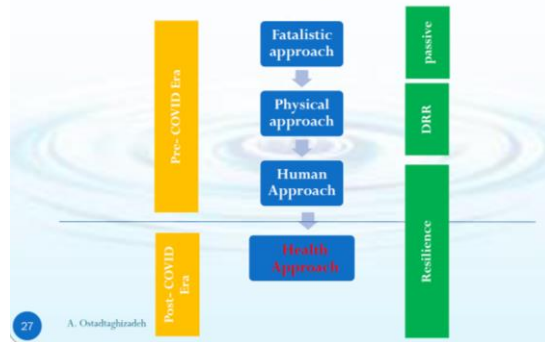 Fatalistic
approach
Physical
approach
Human
Approach
Health
Approach
Pre- COVID Era
Post- COVID
Era
passive
DRR
Resilience
27
A. Ostadtaghizadeh